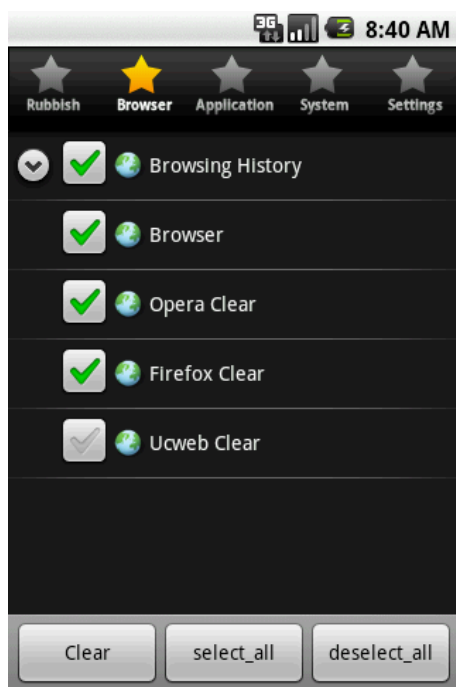 3G 8:40 AM
Rubbish Browser Application System Settings
Browsing History
Browser
Opera Clear
Firefox Clear
Ucweb Clear
Clear select_all deselect_all